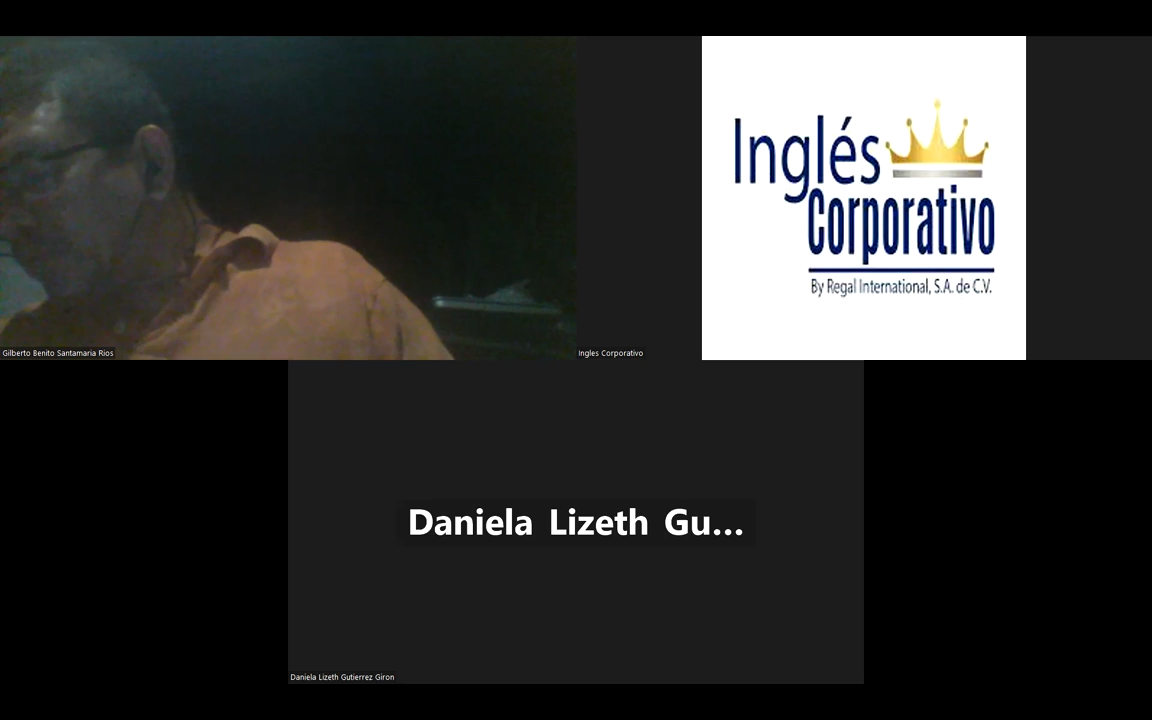 Inglés
Corporativo
By Regal International, S.A. de C.V.
Gilberto Benito Santamaria Rios
Ingles Corporativo
Daniela Lizeth Gu...
Daniela Lizeth Gutierrez Giron